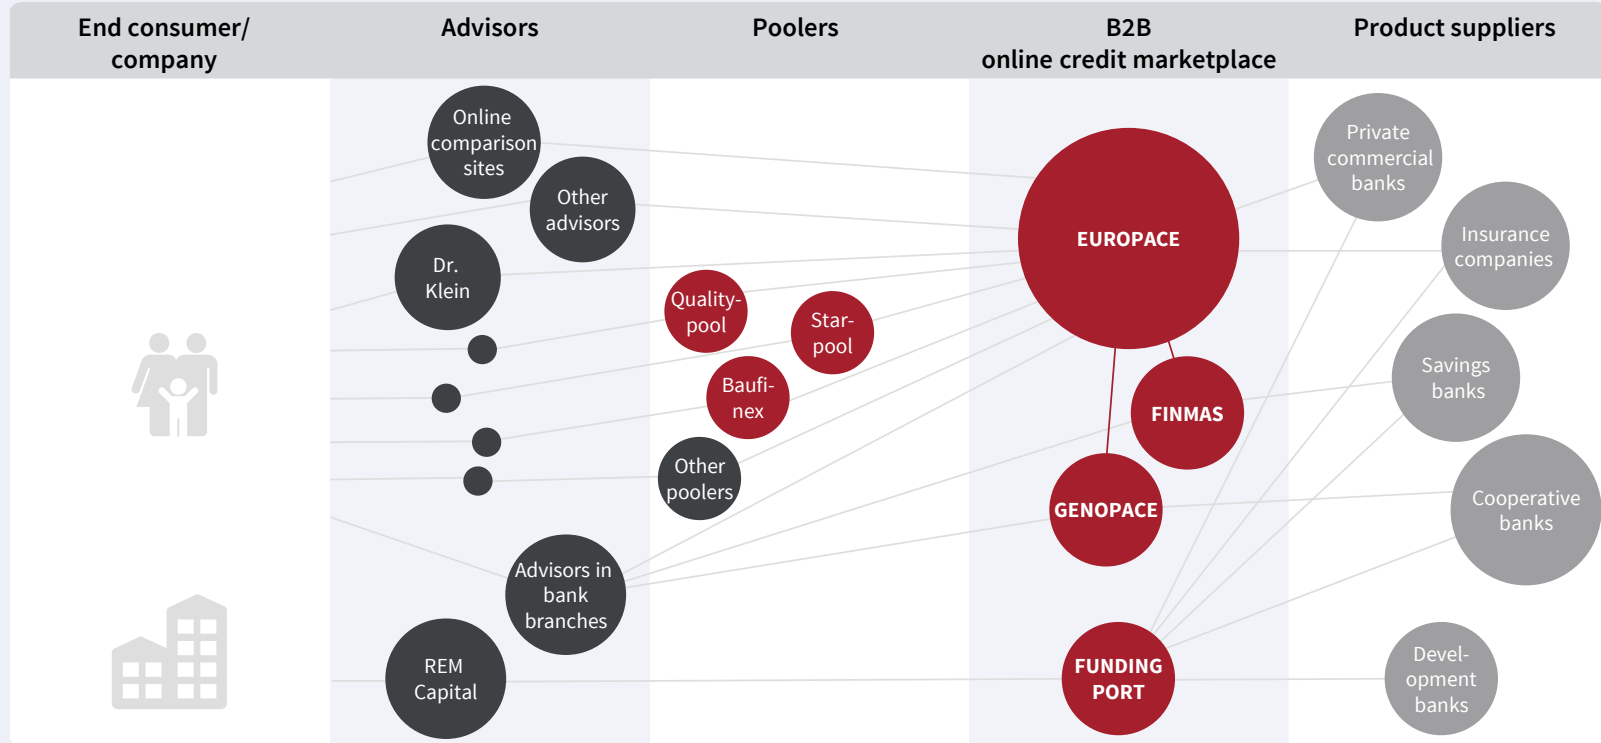 End consumer/
company
Advisors
Poolers
B2B
online credit marketplace
Product suppliers
Online
comparison
sites
Other
advisors
Dr.
Klein
Advisors in
bank
branches
REM
Capital
Quality-
pool
Star-
pool
Baufi-
nex
Other
poolers
EUROPACE
FINMAS
GENOPACE
FUNDING
PORT
Private
commercial
banks
Insurance
companies
Savings
banks
Cooperative
banks
Devel-
opment
banks